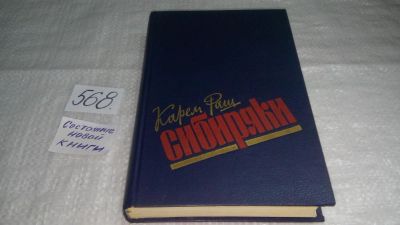 568
Состояние
новой
книги
Карем Раш
сибиряки